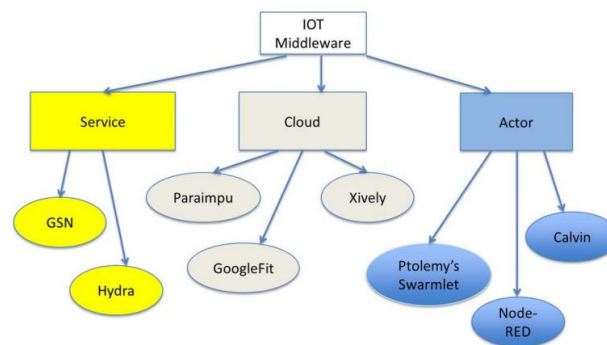 IOT
Middleware
Service
Cloud
Actor
Paraimpu
Xively
GSN
Calvin
GoogleFit
Ptolemy's
Swarmlet
Hydra
Node-
RED